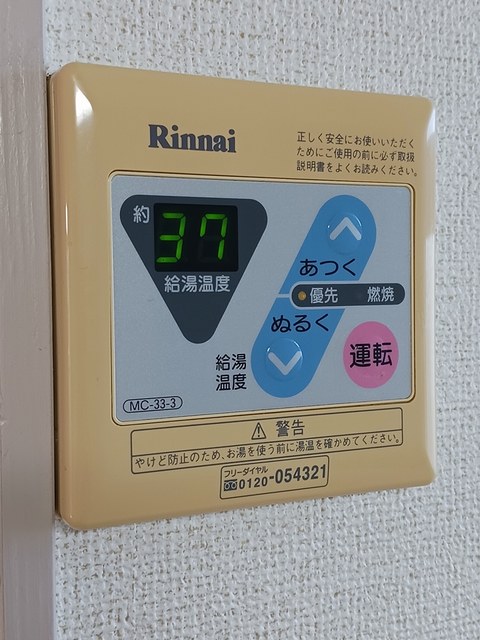 Rinnai
正しく安全にお使いいただく
ためにご使用の前に必ず取扱
説明書をよくお読みください。
約
37
給湯温度
あつく
優先 燃焼
ぬるく
給湯
温度
運転
MC-33-3
警告
やけど防止のため、お湯を使う前に湯温を確かめてください。
フリーダイヤル
0120-054321